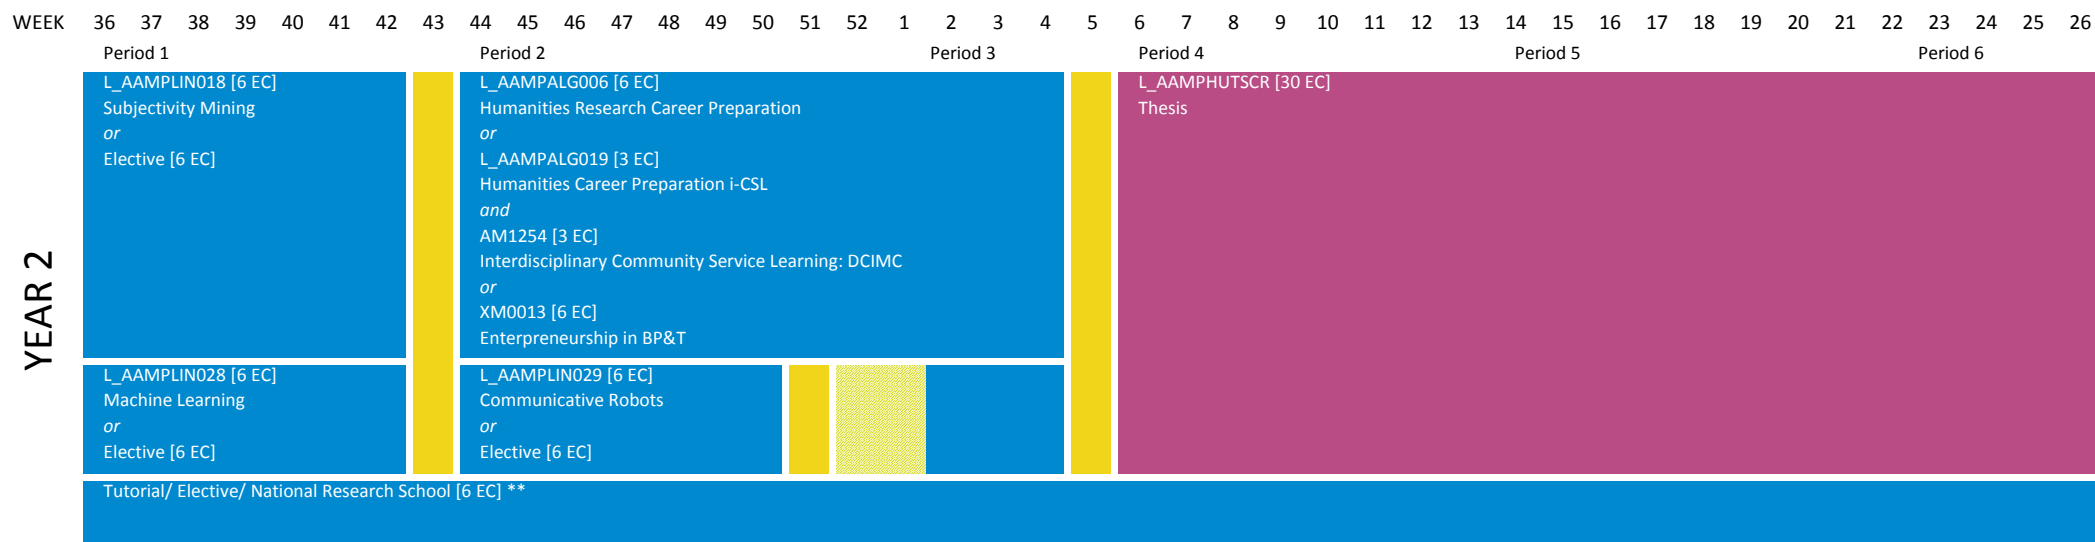 WEEK 36 37 38 39 40 41 42 43 44 45 46 47 48 49 50 51 52 1 2 3 4 5 6 7 8 9 10 11 12 13 14 15 16 17 18 19 20 21 22 23 24 25 26
Period 1 Period 2 Period 3 Period 4 Period 5 Period 6
YEAR 2
L_AAMPLIN018 [6 EC]
Subjectivity Mining
or
Elective [6 EC]
L_AAMPALG006 [6 EC]
Humanities Research Career Preparation
or
L_AAMPALG019 [3 EC]
Humanities Career Preparation i-CSL
and
AM1254 [3 EC]
Interdisciplinary Community Service Learning: DCIMC
or
XM0013 [6 EC]
Enterpreneurship in BP&T
L_AAMPHUTSCR [30 EC]
Thesis
L_AAMPLIN028 [6 EC]
Machine Learning
or
Elective [6 EC]
L_AAMPLIN029 [6 EC]
Communicative Robots
or
Elective [6 EC]
Tutorial/ Elective/ National Research School [6 EC] **